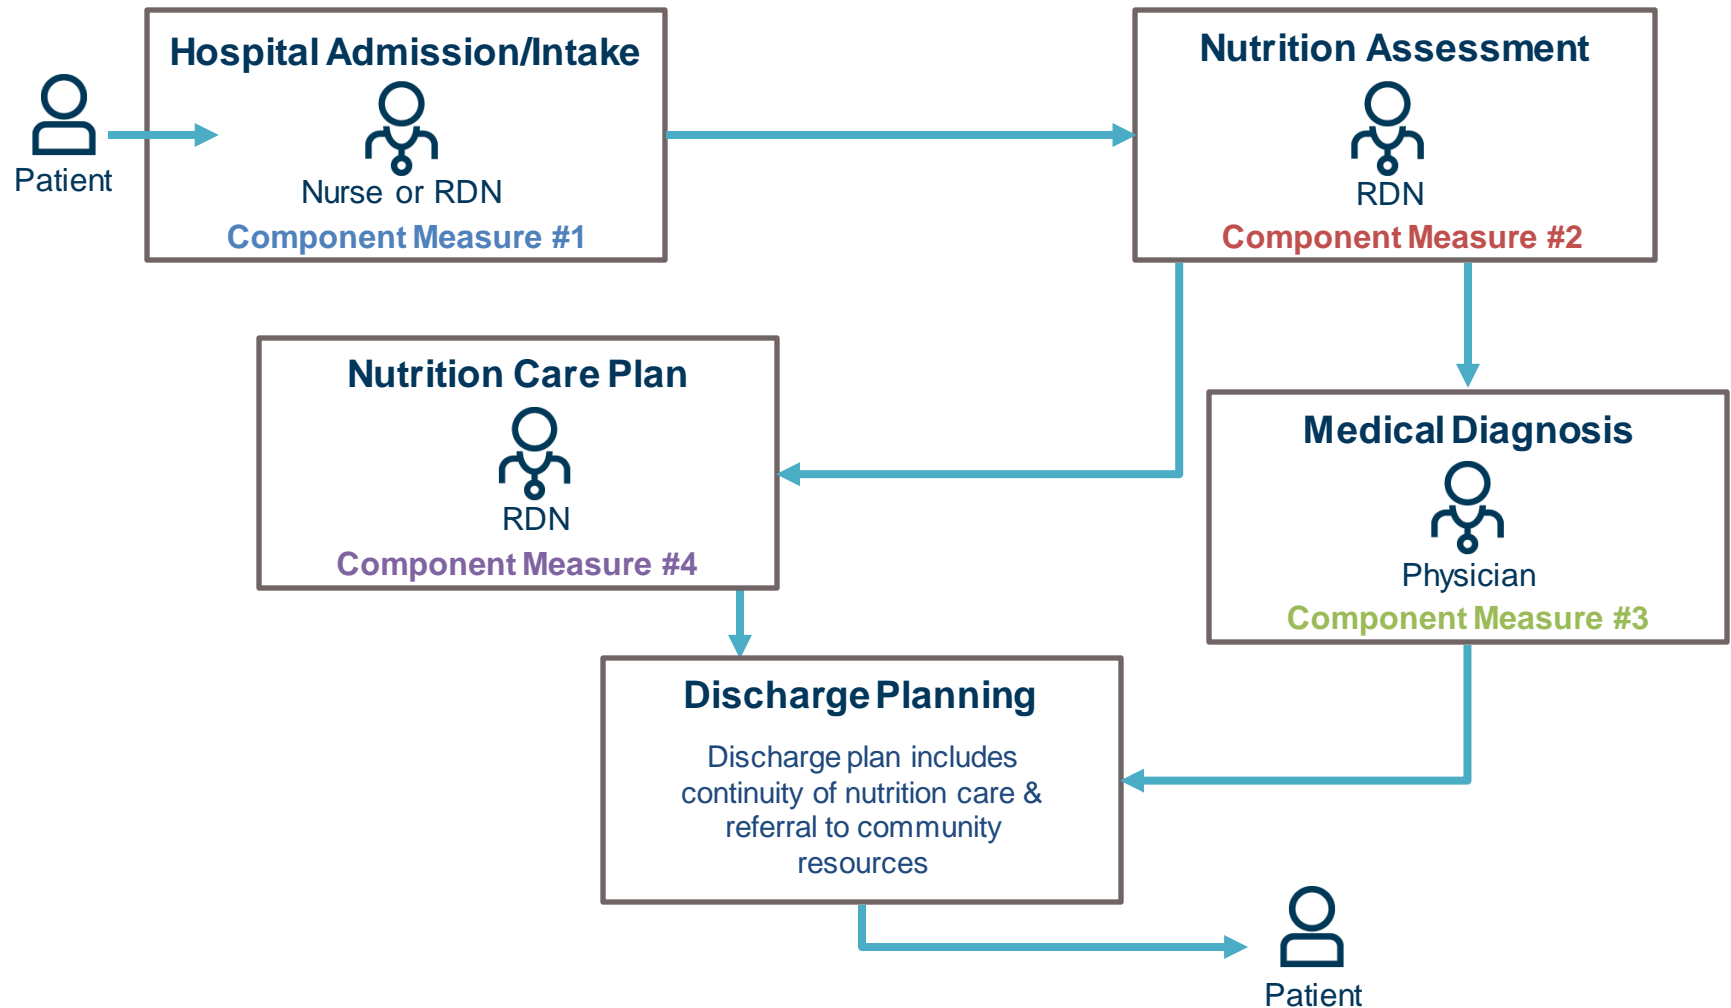 Patient
Hospital Admission/Intake
Nurse or RDN
Component Measure #1
Nutrition Assessment
RDN
Component Measure #2
Nutrition Care Plan
RDN
Component Measure #4
Medical Diagnosis
Physician
Component Measure #3
Discharge Planning
Discharge plan includes
continuity of nutrition care &
referral to community
resources
Patient